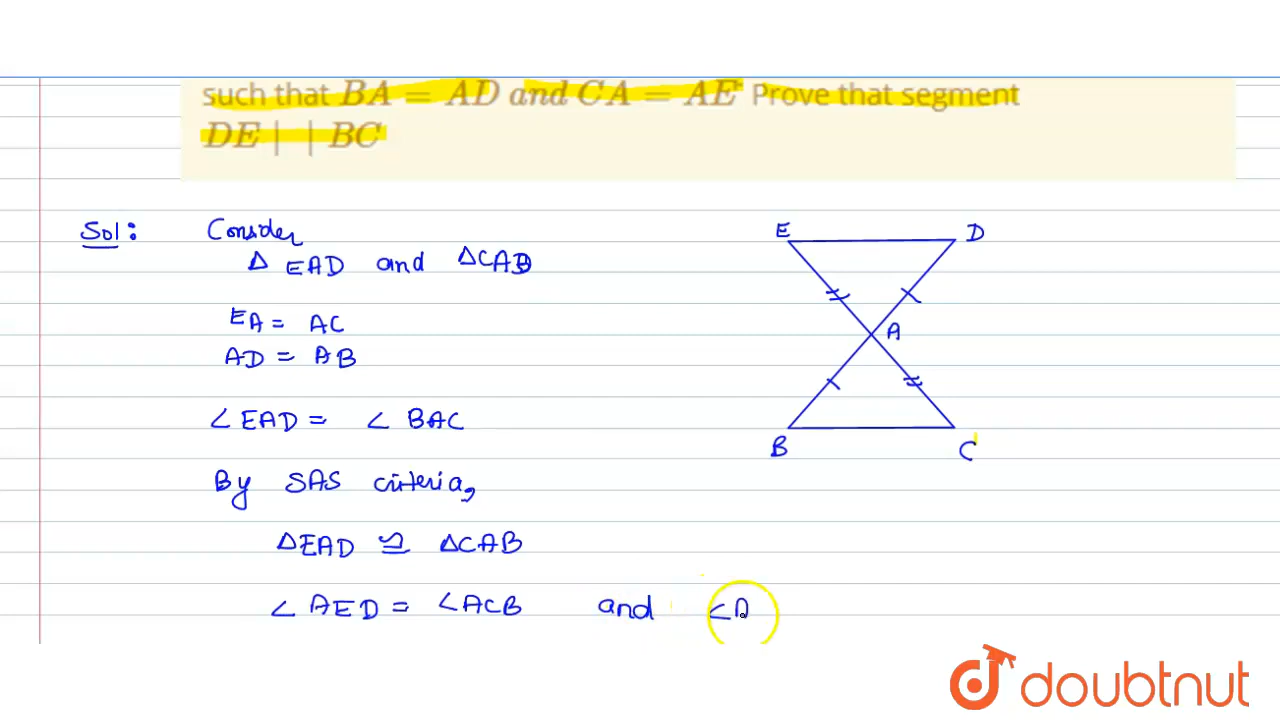 such that BA = AD and CA = AE Prove that segment
DE | | BC
Sol: Consider
Δ EAD and ΔCAB
EA = AC
AD = AB
∠ EAD = ∠ BAC
By SAS criteria,
ΔEAD ≅ ΔCAB
∠ AED = ∠ACB and ∠A
E
D
A
B
C
doubtnut